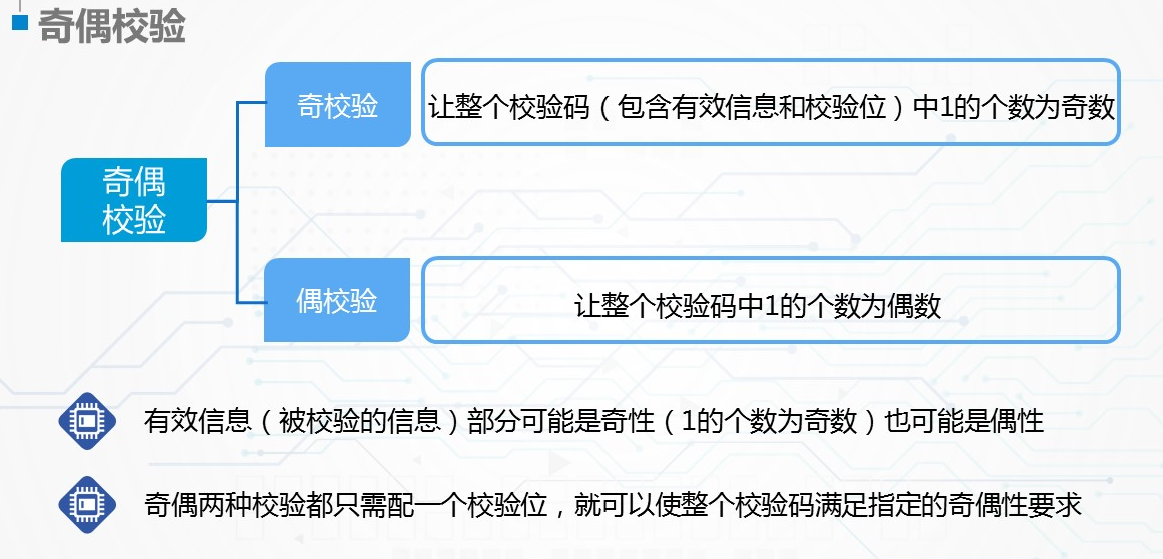 奇偶校验
奇校验
让整个校验码（包含有效信息和校验位）中1的个数为奇数
奇偶
校验
偶校验
让整个校验码中1的个数为偶数
有效信息（被校验的信息）部分可能是奇性（1的个数为奇数）也可能是偶性
奇偶两种校验都只需配一个校验位，就可以使整个校验码满足指定的奇偶性要求